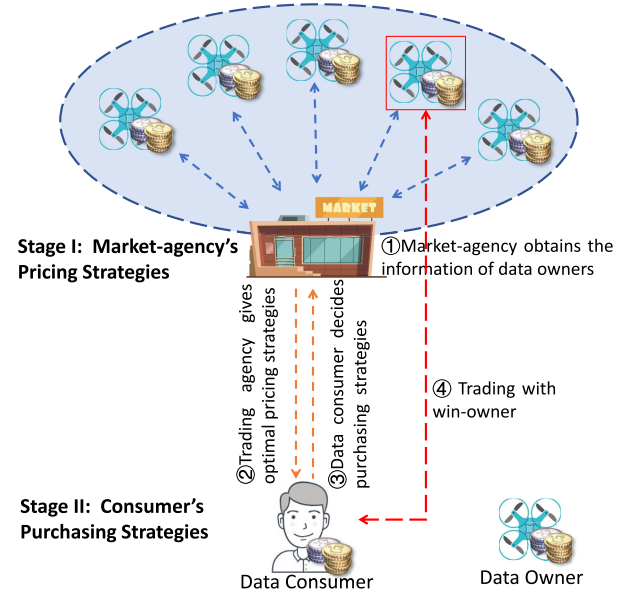 MARKET
Stage I: Market-agency's
Pricing Strategies
①Market-agency obtains the
information of data owners
②Trading agency gives
optimal pricing strategies
③Data consumer decides
purchasing strategies
④ Trading with
win-owner
Stage II: Consumer's
Purchasing Strategies
Data Consumer
Data Owner